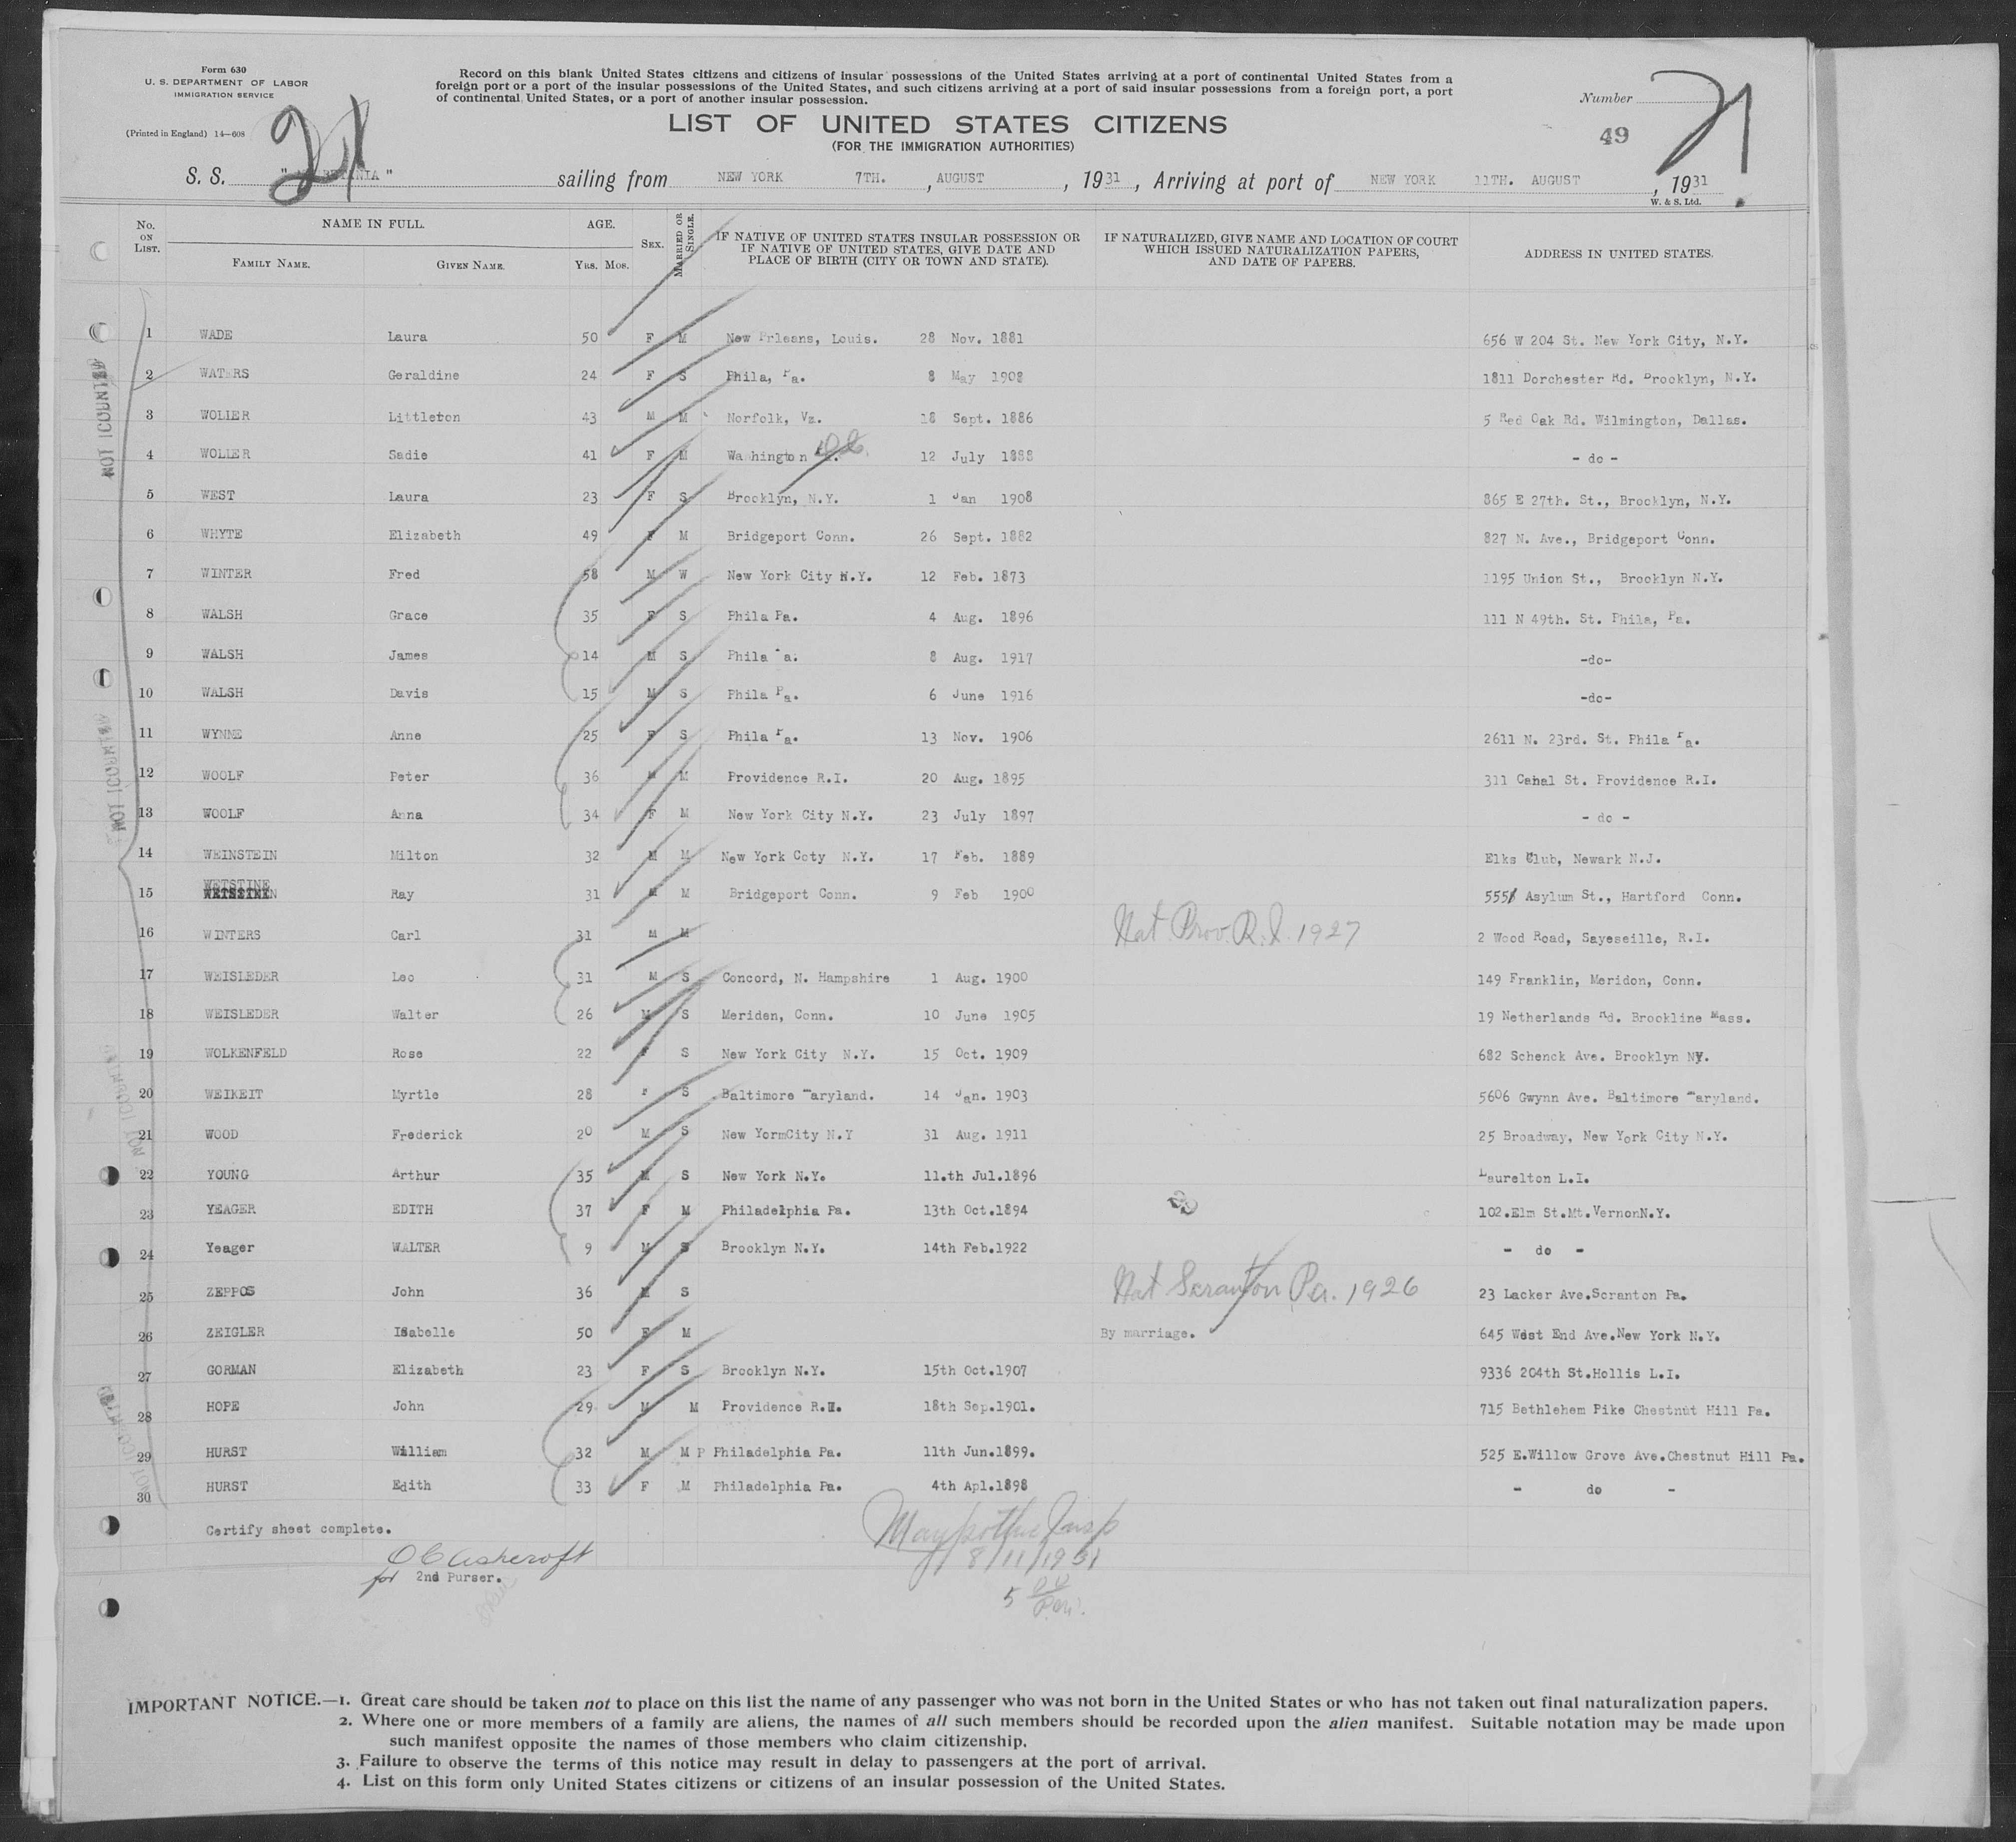 Form 630
U. S. DEPARTMENT OF LABOR
IMMIGRATION SERVICE
(Printed in England) 14—608
21
Record on this blank United States citizens and citizens of insular possessions of the United States arriving at a port of continental United States from a
foreign port or a port of the insular possessions of the United States, and such citizens arriving at a port of said insular possessions from a foreign port, a port
of continental United States, or a port of another insular possession.
LIST OF UNITED STATES CITIZENS
(FOR THE IMMIGRATION AUTHORITIES)
Number
49
21
S. S. sailing from NEW YORK 7TH. , AUGUST , 1931 , Arriving at port of NEW YORK 11TH. AUGUST , 1931
W. & S. Ltd.
No. ON LIST. NAME IN FULL. FAMILY NAME. GIVEN NAME. AGE. YRS. MOS. SEX. MARRIED OR SINGLE. IF NATIVE OF UNITED STATES INSULAR POSSESSION OR IF NATIVE OF UNITED STATES, GIVE DATE AND PLACE OF BIRTH (CITY OR TOWN AND STATE). IF NATURALIZED, GIVE NAME AND LOCATION OF COURT WHICH ISSUED NATURALIZATION PAPERS, AND DATE OF PAPERS. ADDRESS IN UNITED STATES.
1 WADE Laura 50 F M New Orleans, Louis. 28 Nov. 1881 656 W 204 St. New York City, N.Y.
2 WATERS Geraldine 24 F S Phila, Pa. 8 May 1908 1811 Dorchester Rd. Brooklyn, N.Y.
3 WOLIER Littleton 43 M M Norfolk, Va. 18 Sept. 1886 5 Red Oak Rd. Wilmington, Dallas.
4 WOLIER Sadie 41 F M Washington 12 July 1888 - do -
5 WEST Laura 23 F S Brooklyn, N.Y. 1 Jan 1908 865 E 27th. St., Brooklyn, N.Y.
6 WHYTE Elizabeth 49 F M Bridgeport Conn. 26 Sept. 1882 827 N. Ave., Bridgeport Conn.
7 WINTER Fred 58 M W New York City N.Y. 12 Feb. 1873 1195 Union St., Brooklyn N.Y.
8 WALSH Grace 35 F S Phila Pa. 4 Aug. 1896 111 N 49th. St. Phila, Pa.
9 WALSH James 14 M S Phila Pa. 8 Aug. 1917 -do-
10 WALSH Davis 15 M S Phila Pa. 6 June 1916 -do-
11 WYNNE Anne 25 F S Phila Pa. 13 Nov. 1906 2611 N. 23rd. St. Phila Pa.
12 WOOLF Peter 36 M M Providence R.I. 20 Aug. 1895 311 Canal St. Providence R.I.
13 WOOLF Anna 34 F M New York City N.Y. 23 July 1897 - do -
14 WEINSTEIN Milton 32 M M New York Coty N.Y. 17 Feb. 1889 Elks Club, Newark N.J.
15 WETSTINE Ray 31 M M Bridgeport Conn. 9 Feb 1900 555 Asylum St., Hartford Conn.
16 WINTERS Carl 31 M M Nat. Prov. R.I. 1927 2 Wood Road, Sayeseille, R.I.
17 WEISLEDER Leo 31 M S Concord, N. Hampshire 1 Aug. 1900 149 Franklin, Meridon, Conn.
18 WEISLEDER Walter 26 M S Meriden, Conn. 10 June 1905 19 Netherlands Rd. Brookline Mass.
19 WOLKENFELD Rose 22 F S New York City N.Y. 15 Oct. 1909 682 Schenck Ave. Brooklyn NY.
20 WEIKEIT Myrtle 28 F S Baltimore Maryland. 14 Jan. 1903 5606 Gwynn Ave. Baltimore Maryland.
21 WOOD Frederick 20 M S New YormCity N.Y 31 Aug. 1911 25 Broadway, New York City N.Y.
22 YOUNG Arthur 35 M S New York N.Y. 11.th Jul.1896 Laurelton L.I.
23 YEAGER EDITH 37 F M Philadelphia Pa. 13th Oct.1894 102.Elm St.Mt.VernonN.Y.
24 Yeager WALTER 9 M S Brooklyn N.Y. 14th Feb.1922 - do -
25 ZEPPOS John 36 M S Nat Scranton Pa. 1926 23 Lacker Ave.Scranton Pa.
26 ZEIGLER Isabelle 50 F M By marriage. 645 West End Ave.New York N.Y.
27 GORMAN Elizabeth 23 F S Brooklyn N.Y. 15th Oct.1907 9336 204th St.Hollis L.I.
28 HOPE John 29 M M Providence R.I. 18th Sep.1901. 715 Bethlehem Pike Chestnut Hill Pa.
29 HURST William 32 M M P Philadelphia Pa. 11th Jun.1899. 525 E.Willow Grove Ave.Chestnut Hill Pa.
30 HURST Edith 33 F M Philadelphia Pa. 4th Apl.1898 - do -
Certify sheet complete.
O C Ashcroft
for 2nd Purser.
Insp
8/11/1931
5
IMPORTANT NOTICE.—1. Great care should be taken not to place on this list the name of any passenger who was not born in the United States or who has not taken out final naturalization papers.
2. Where one or more members of a family are aliens, the names of all such members should be recorded upon the alien manifest. Suitable notation may be made upon
such manifest opposite the names of those members who claim citizenship.
3. Failure to observe the terms of this notice may result in delay to passengers at the port of arrival.
4. List on this form only United States citizens or citizens of an insular possession of the United States.